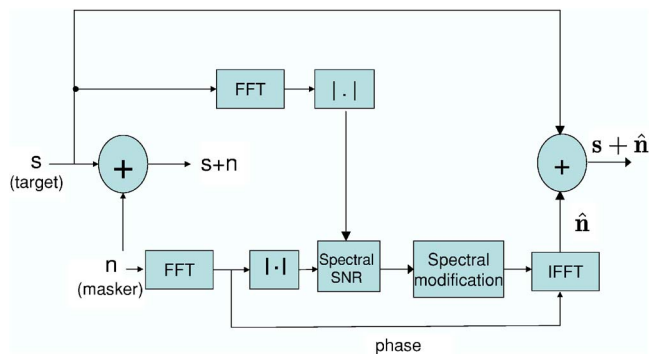 FFT
| . |
s
(target)
+
s+n
+
s + n̂
n̂
n
(masker)
FFT
|·|
Spectral
SNR
Spectral
modification
IFFT
phase